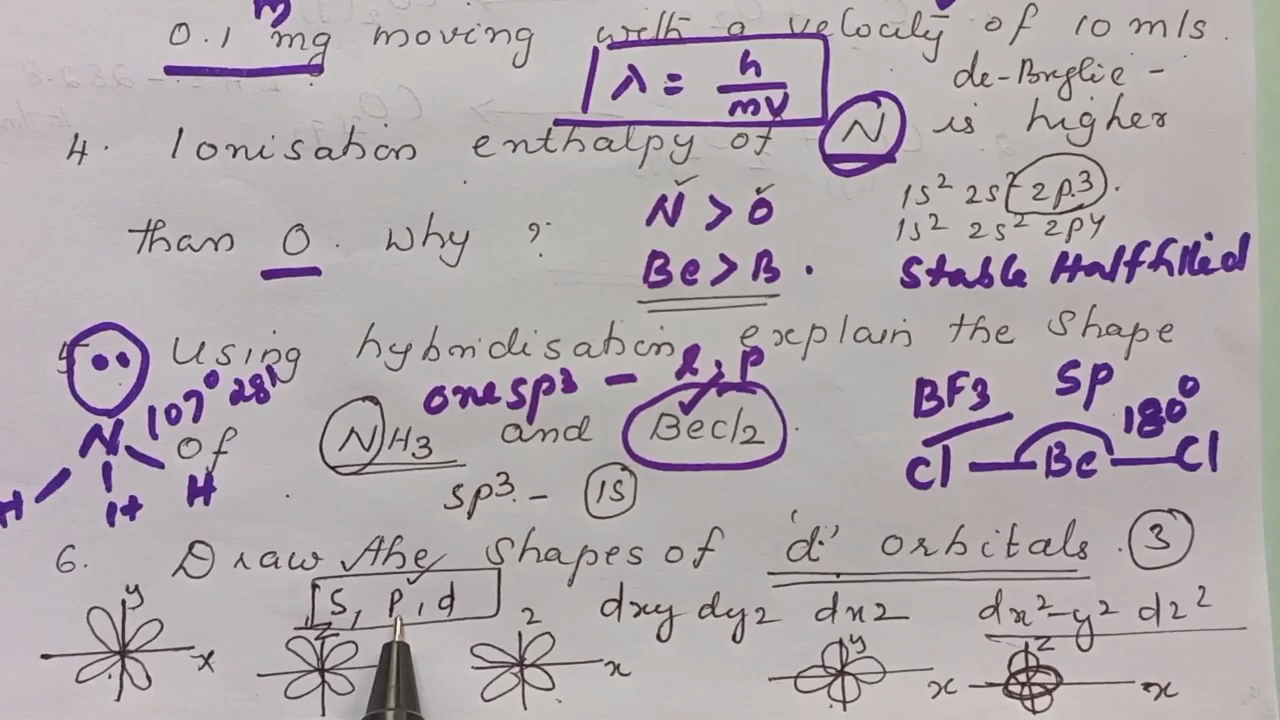 m
0.1 mg moving with a velocity of 10 m/s.
λ = h/mv
de-Broglie -
4. Ionisation enthalpy of N is higher
1s² 2s² 2p3.
than O. Why ?
N > O
1s² 2s² 2p4
Be > B.
Stable Halffilled
5. Using hybridisation, explain the shape
107° 28'
one sp3 - l.p
BF3 sp
180°
N of NH3 and BeCl2.
Cl — Be — Cl
H H H
sp3 - 1s
6. Draw the shapes of 'd' orbitals. 3
S, P, d
dxy dyz dxz dx²-y² dz²
y z z y z
x x x x